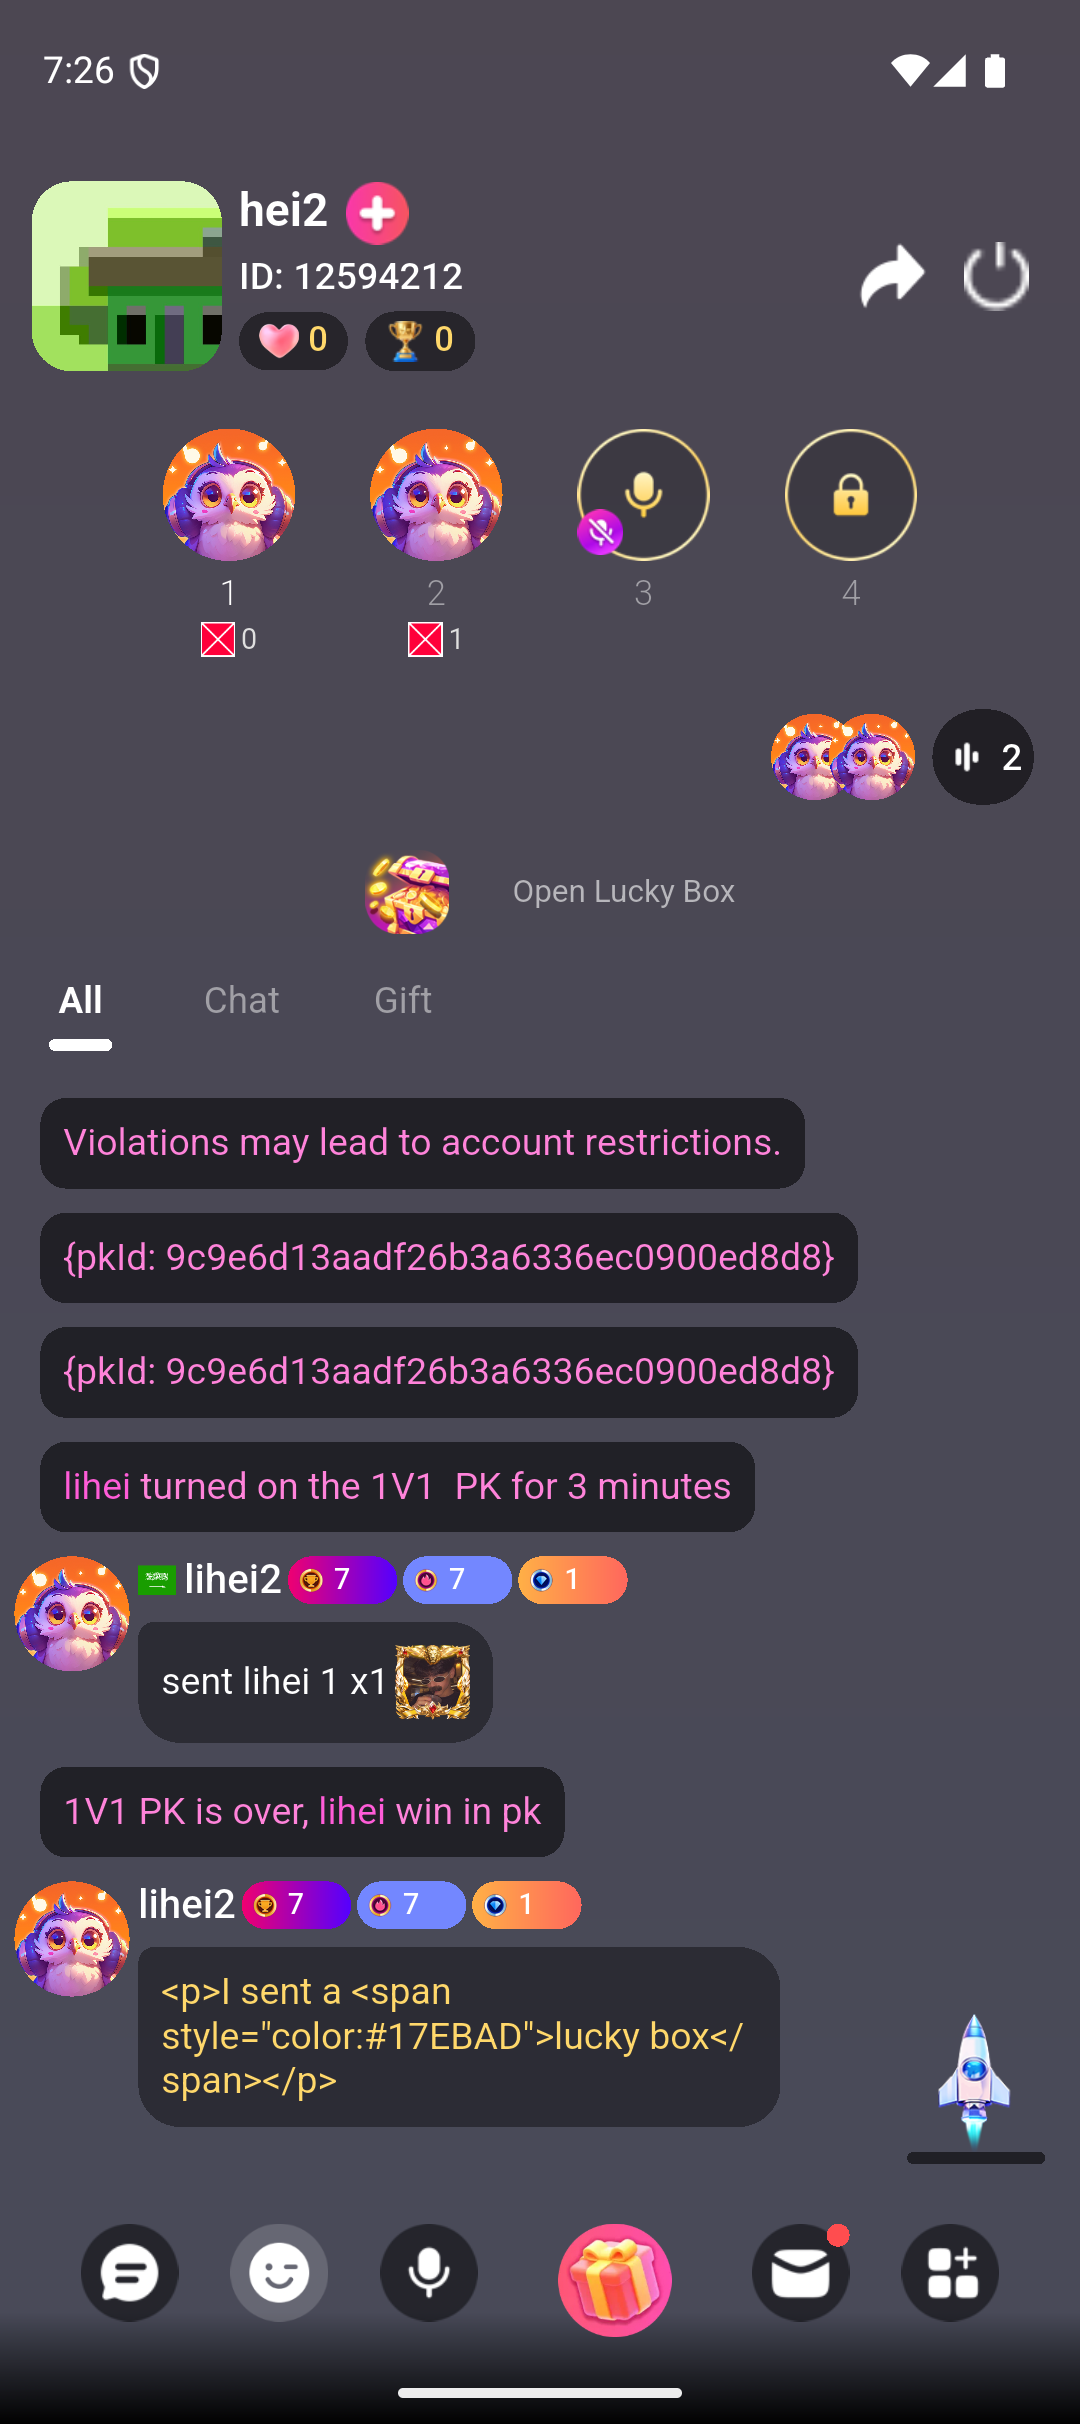 7:26
hei2
ID: 12594212
0
0
1
2
3
4
0
1
2
Open Lucky Box
All
Chat
Gift
Violations may lead to account restrictions.
{pkId: 9c9e6d13aadf26b3a6336ec0900ed8d8}
{pkId: 9c9e6d13aadf26b3a6336ec0900ed8d8}
lihei turned on the 1V1  PK for 3 minutes
lihei2 7 7 1
sent lihei 1 x1
1V1 PK is over, lihei win in pk
lihei2 7 7 1
<p>I sent a <span
style="color:#17EBAD">lucky box</
span></p>